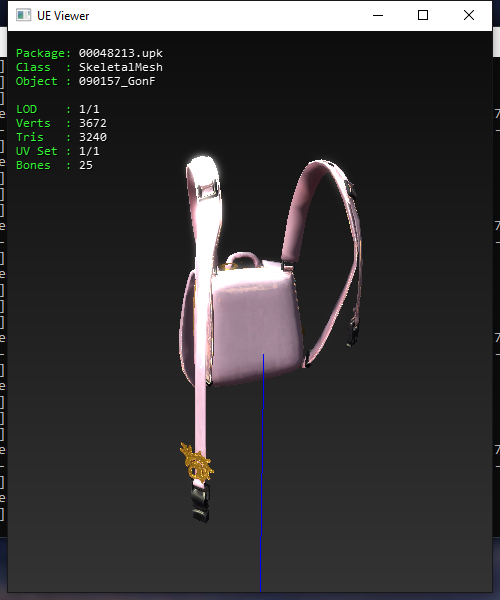 UE Viewer
Package: 00048213.upk
Class  : SkeletalMesh
Object : 090157_GonF
LOD    : 1/1
Verts  : 3672
Tris   : 3240
UV Set : 1/1
Bones  : 25